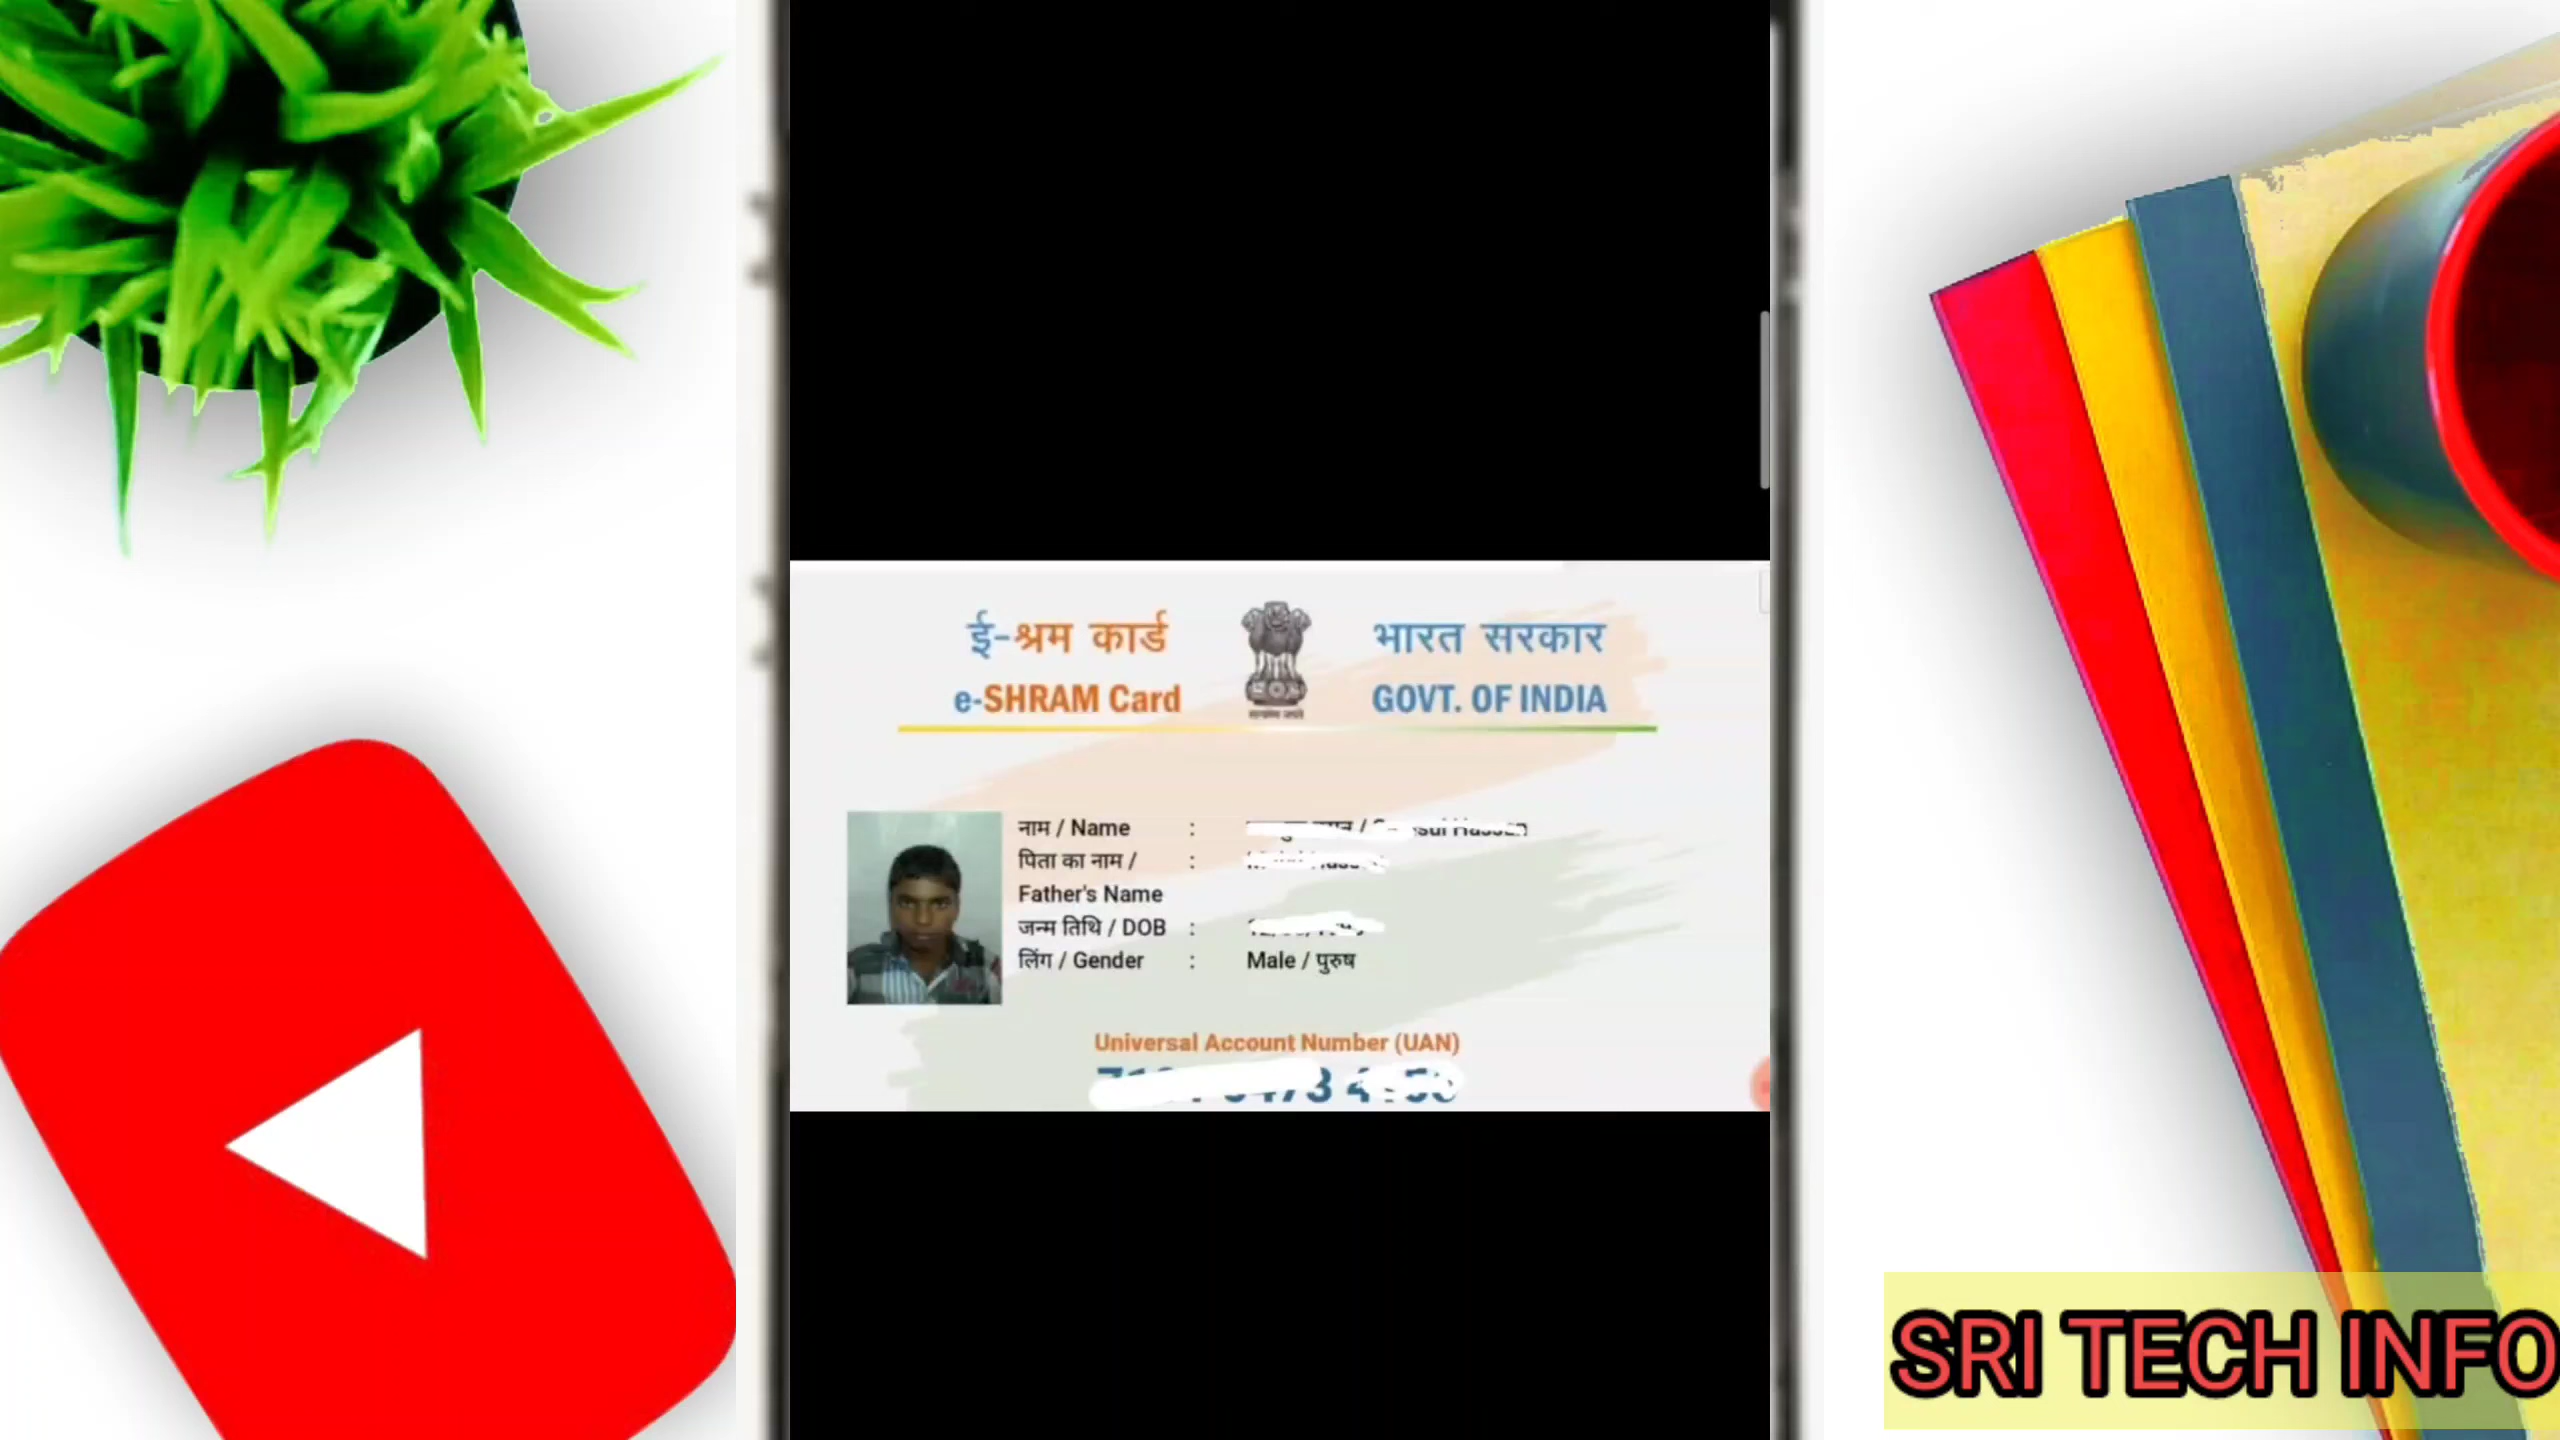 ई-श्रम कार्ड
भारत सरकार
e-SHRAM Card
GOVT. OF INDIA
नाम / Name :
पिता का नाम / :
Father's Name
जन्म तिथि / DOB :
लिंग / Gender : Male / पुरुष
Universal Account Number (UAN)
SRI TECH INFO